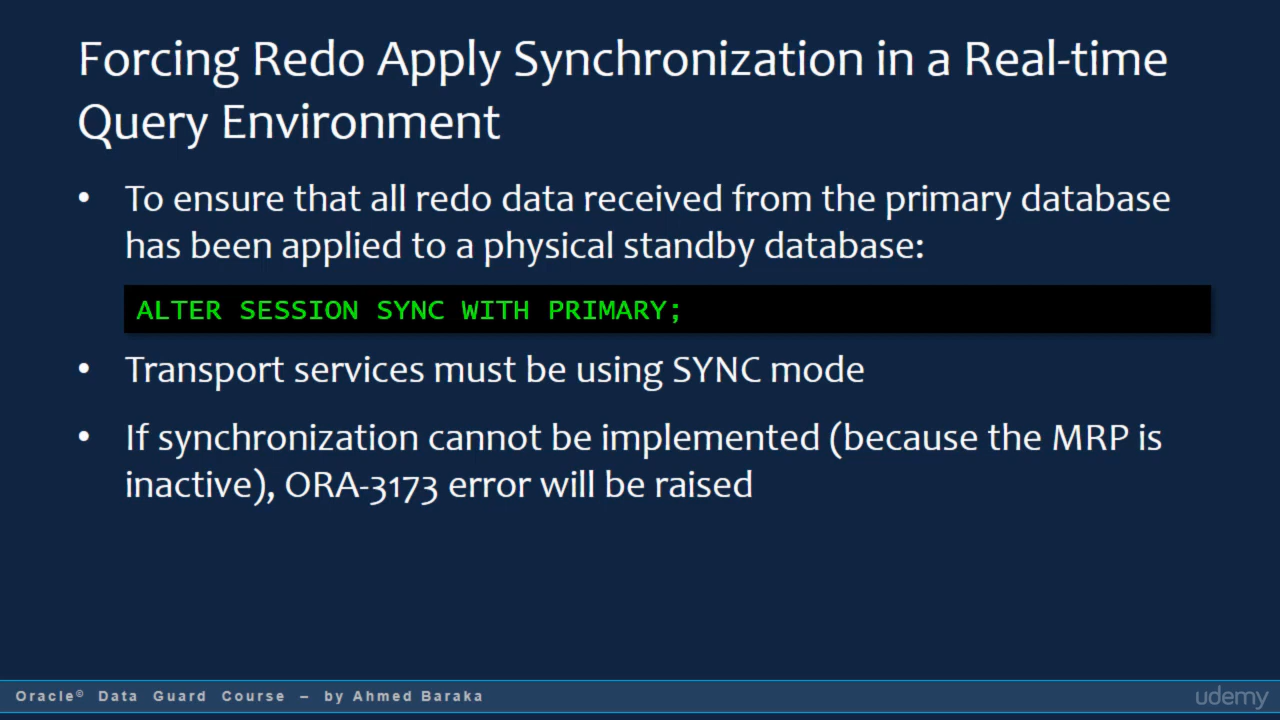 Forcing Redo Apply Synchronization in a Real-time
Query Environment
• To ensure that all redo data received from the primary database
has been applied to a physical standby database:
ALTER SESSION SYNC WITH PRIMARY;
• Transport services must be using SYNC mode
• If synchronization cannot be implemented (because the MRP is
inactive), ORA-3173 error will be raised
Oracle© Data Guard Course – by Ahmed Baraka
udemy